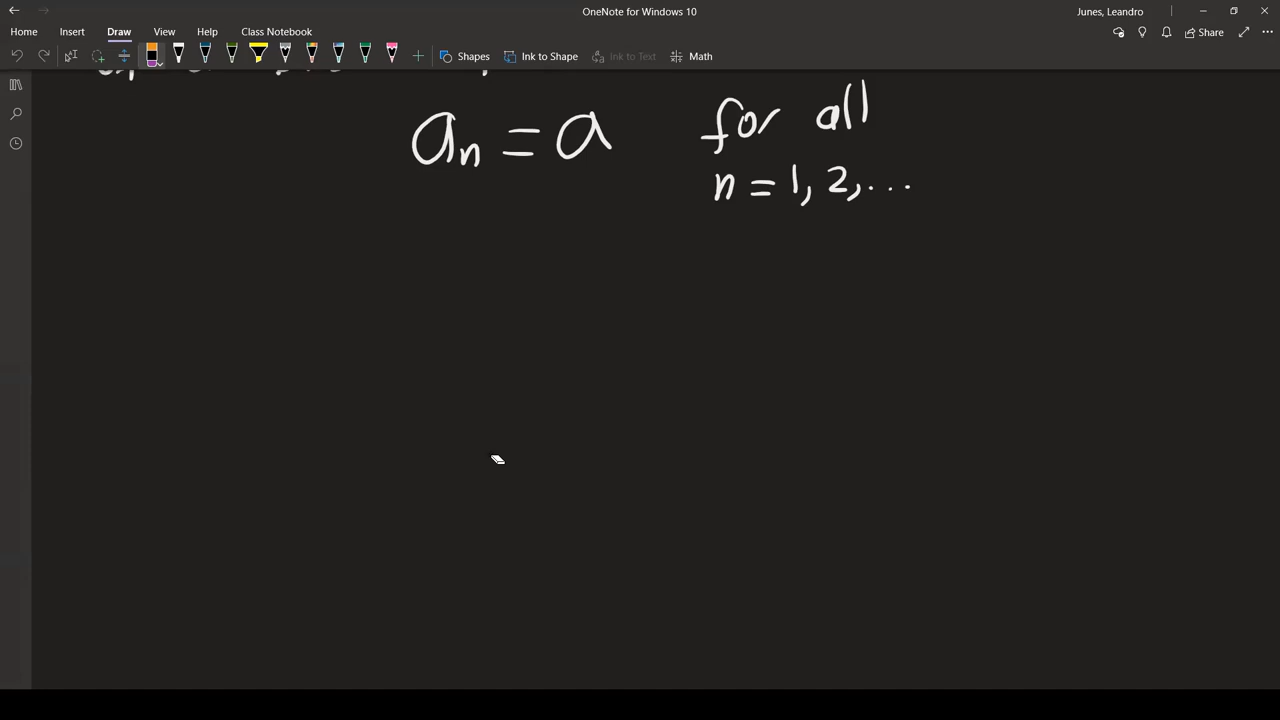 OneNote for Windows 10
Junes, Leandro
Home Insert Draw View Help Class Notebook
Share
Shapes Ink to Shape Ink to Text Math
aₙ = a for all
n = 1, 2, ...